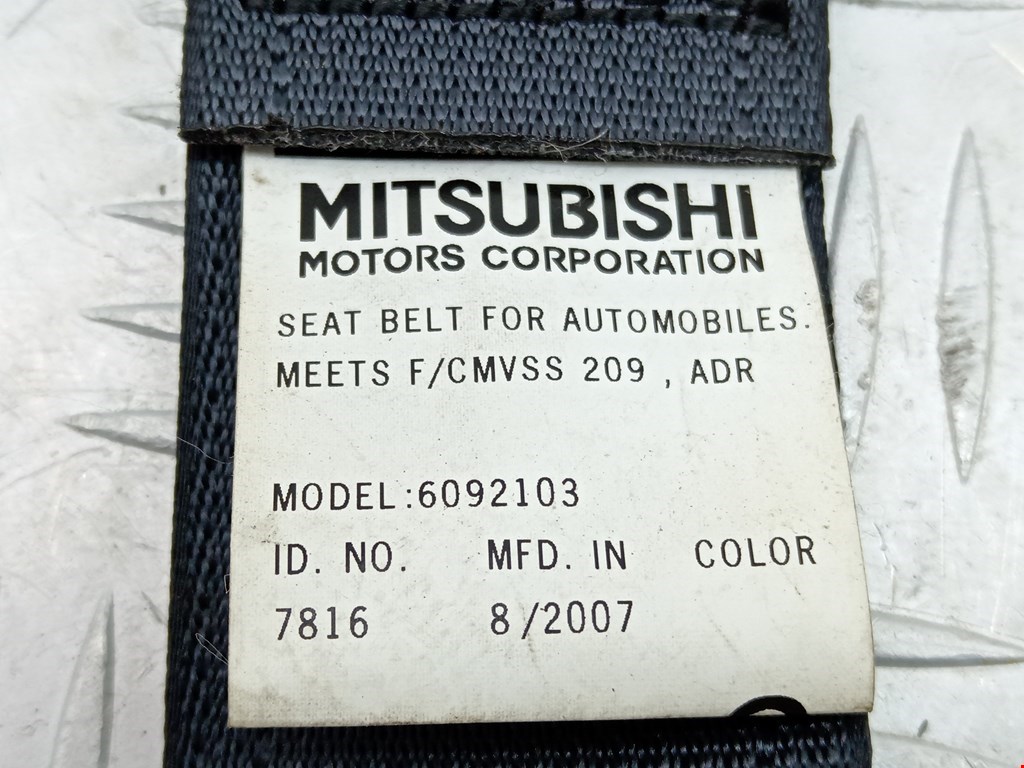 MITSUBISHI
MOTORS CORPORATION
SEAT BELT FOR AUTOMOBILES.
MEETS F/CMVSS 209 , ADR
MODEL:6092103
ID. NO. MFD. IN COLOR
7816 8/2007